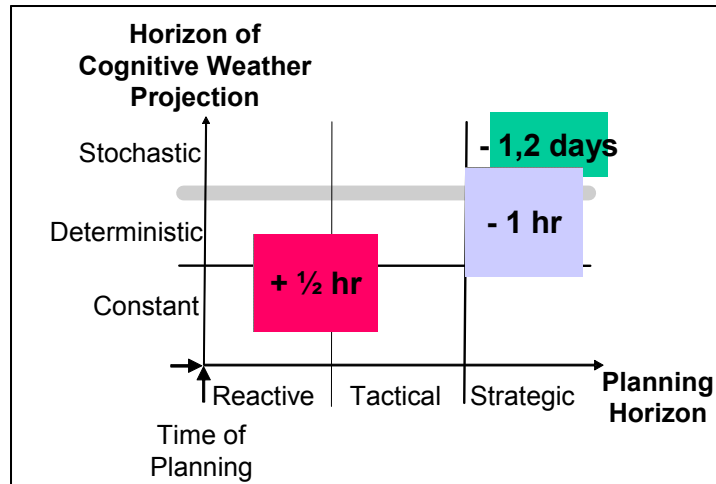 Horizon of
Cognitive Weather
Projection
Stochastic
- 1,2 days
Deterministic
- 1 hr
+ ½ hr
Constant
Reactive
Tactical
Strategic
Planning
Horizon
Time of
Planning